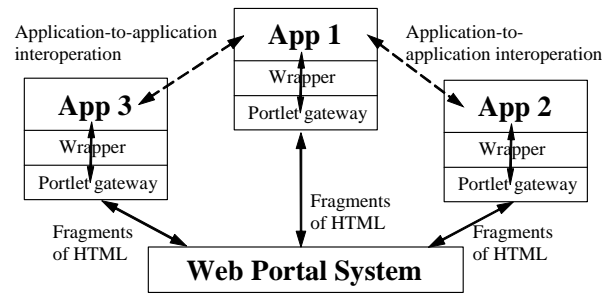 Application-to-application
interoperation
App 1
Wrapper
Portlet gateway
Application-to-
application interoperation
App 3
Wrapper
Portlet gateway
App 2
Wrapper
Portlet gateway
Fragments
of HTML
Fragments
of HTML
Fragments
of HTML
Web Portal System